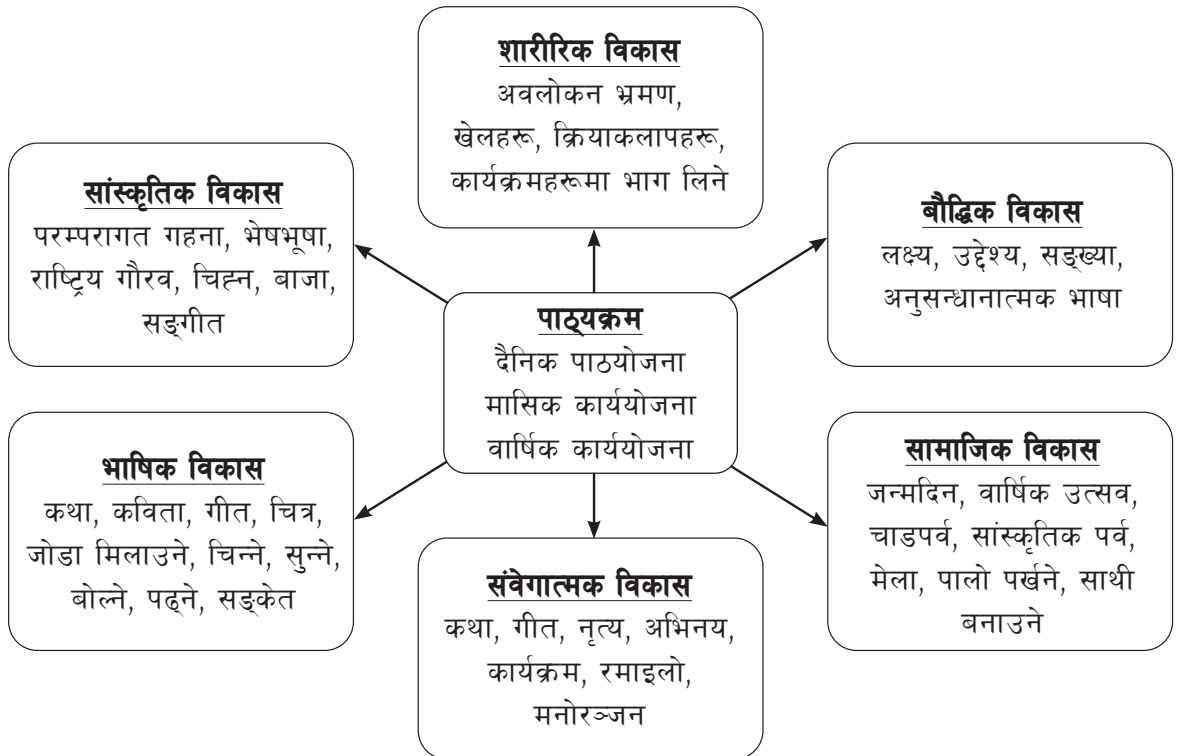 शारीरिक विकास
अवलोकन भ्रमण,
खेलहरू, क्रियाकलापहरू,
कार्यक्रमहरूमा भाग लिने
सांस्कृतिक विकास
परम्परागत गहना, भेषभूषा,
राष्ट्रिय गौरव, चिह्न, बाजा,
सङ्गीत
बौद्धिक विकास
लक्ष्य, उद्देश्य, सङ्ख्या,
अनुसन्धानात्मक भाषा
पाठ्यक्रम
दैनिक पाठयोजना
मासिक कार्ययोजना
वार्षिक कार्ययोजना
भाषिक विकास
कथा, कविता, गीत, चित्र,
जोडा मिलाउने, चिन्ने, सुन्ने,
बोल्ने, पढ्ने, सङ्केत
सामाजिक विकास
जन्मदिन, वार्षिक उत्सव,
चाडपर्व, सांस्कृतिक पर्व,
मेला, पालो पर्खने, साथी
बनाउने
संवेगात्मक विकास
कथा, गीत, नृत्य, अभिनय,
कार्यक्रम, रमाइलो,
मनोरञ्जन